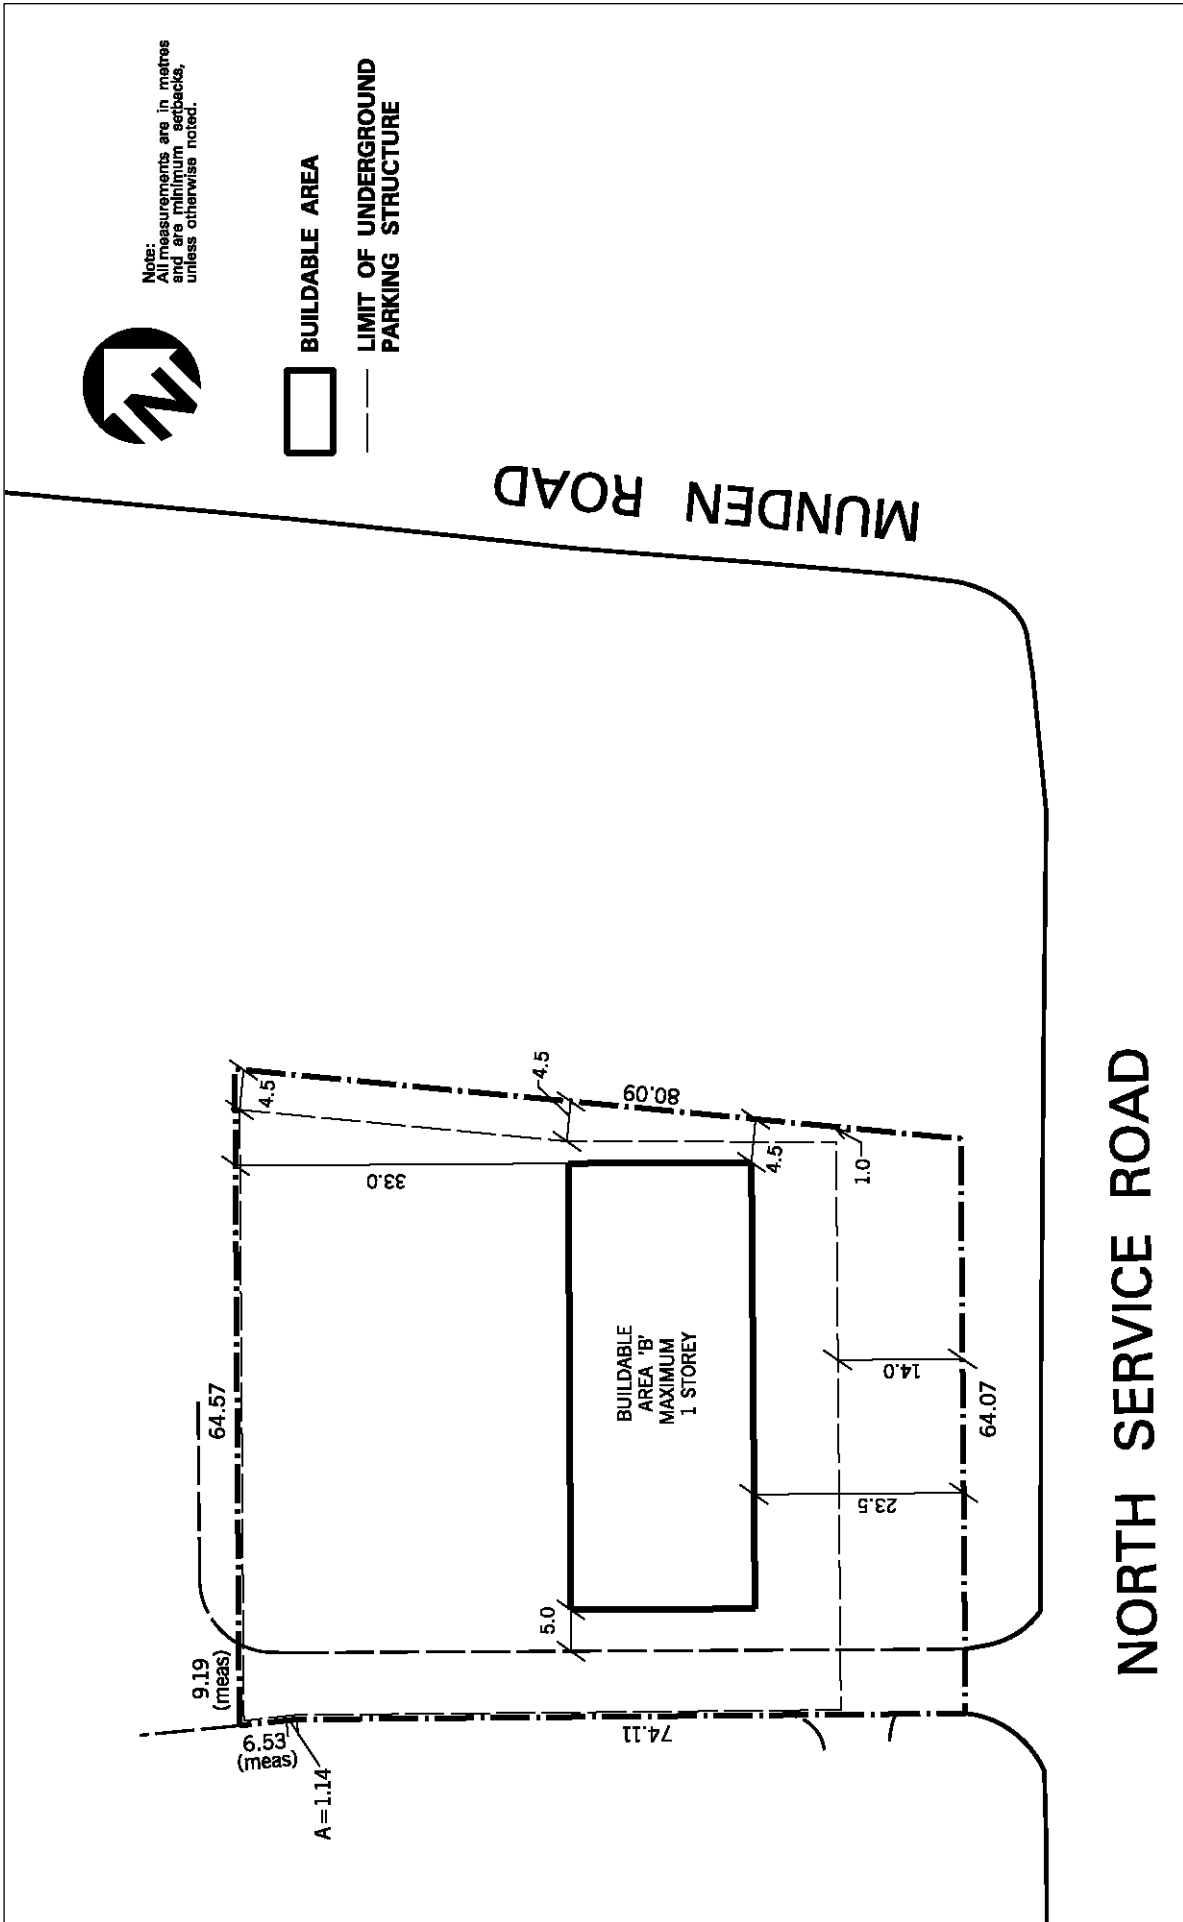 Note:
All measurements are in metres
and are minimum setbacks,
unless otherwise noted.
N
BUILDABLE AREA
LIMIT OF UNDERGROUND
PARKING STRUCTURE
MUNDEN ROAD
64.57
9.19
(meas)
6.53
(meas)
A=1.14
4.5
4.5
80.09
4.5
1.0
33.0
BUILDABLE
AREA 'B'
MAXIMUM
1 STOREY
5.0
14.0
23.5
64.07
74.11
NORTH SERVICE ROAD